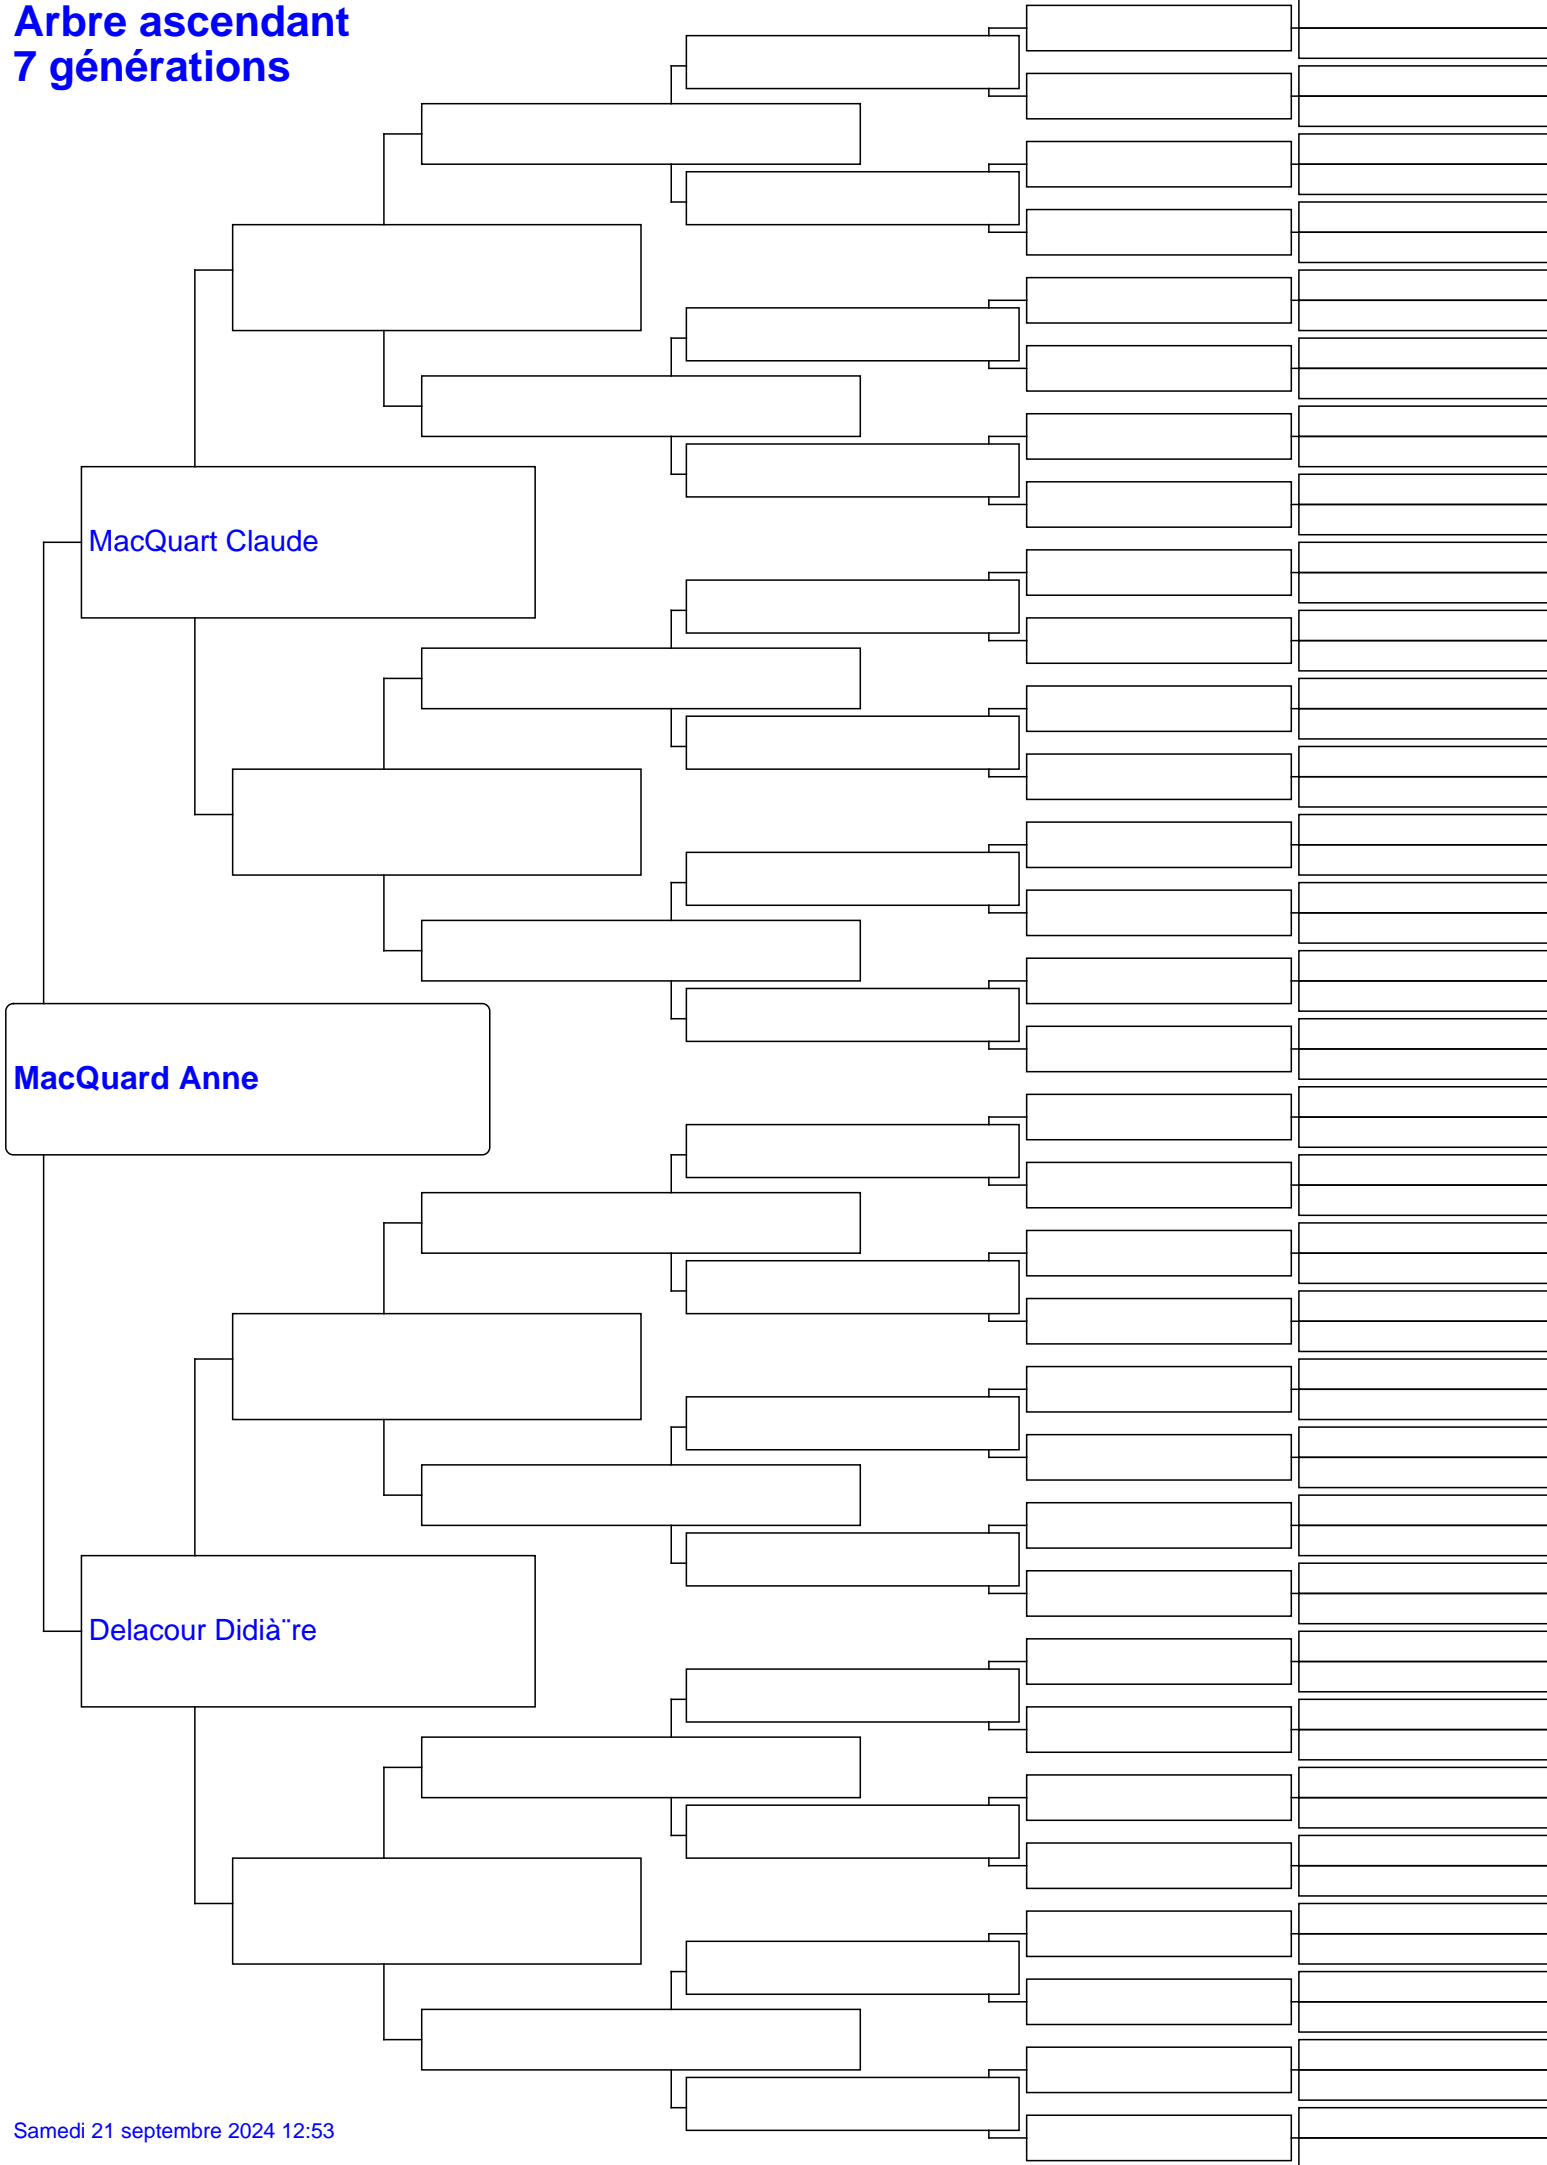 Arbre ascendant
7 générations
MacQuart Claude
MacQuard Anne
Delacour Didià¨re
Samedi 21 septembre 2024 12:53